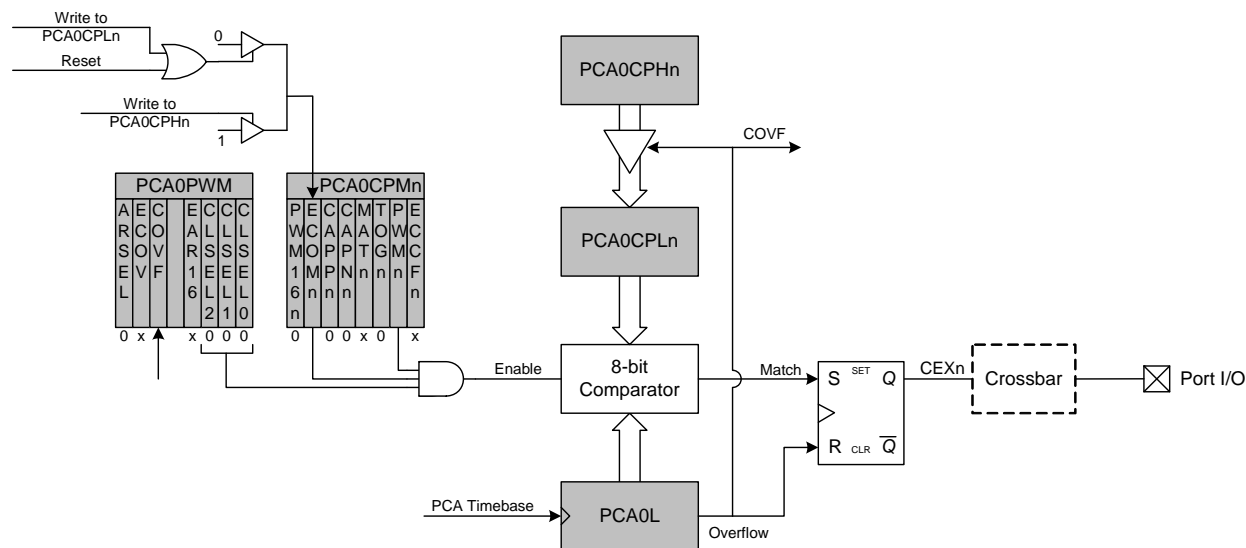 Write to
PCA0CPLn
Reset
0
Write to
PCA0CPHn
1
PCA0CPHn
COVF
PCA0PWM
ARSEL
ECOV
COVF
EAR16
CLSEL2
CLSEL1
CLSEL0
0 x x 0 0 0
PCA0CPMn
PWM16n
ECOMn
CAPPn
CAPNn
MATn
TOGn
PWMn
ECCFn
0 0 0 x 0 x
PCA0CPLn
Enable
8-bit
Comparator
Match
S SET Q
R CLR Q
CEXn
Crossbar
Port I/O
PCA Timebase
PCA0L
Overflow